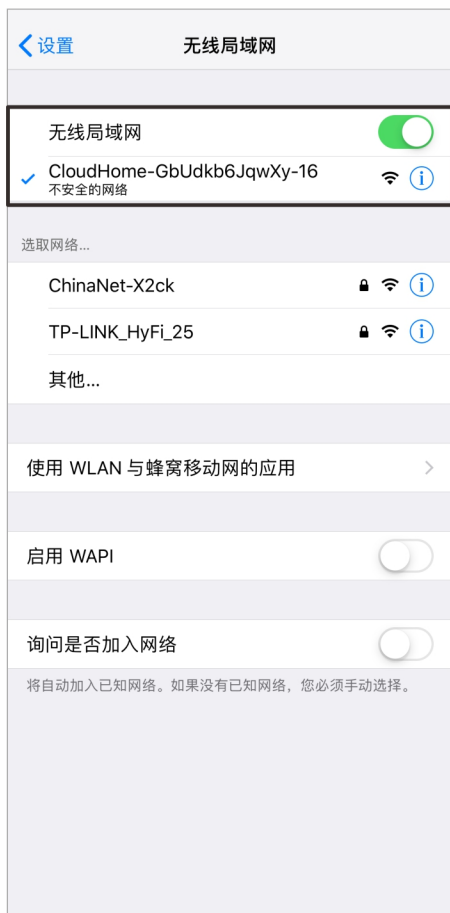 设置 无线局域网
无线局域网
CloudHome-GbUdkb6JqwXy-16
不安全的网络
选取网络...
ChinaNet-X2ck
TP-LINK_HyFi_25
其他...
使用 WLAN 与蜂窝移动网的应用
启用 WAPI
询问是否加入网络
将自动加入已知网络。如果没有已知网络，您必须手动选择。